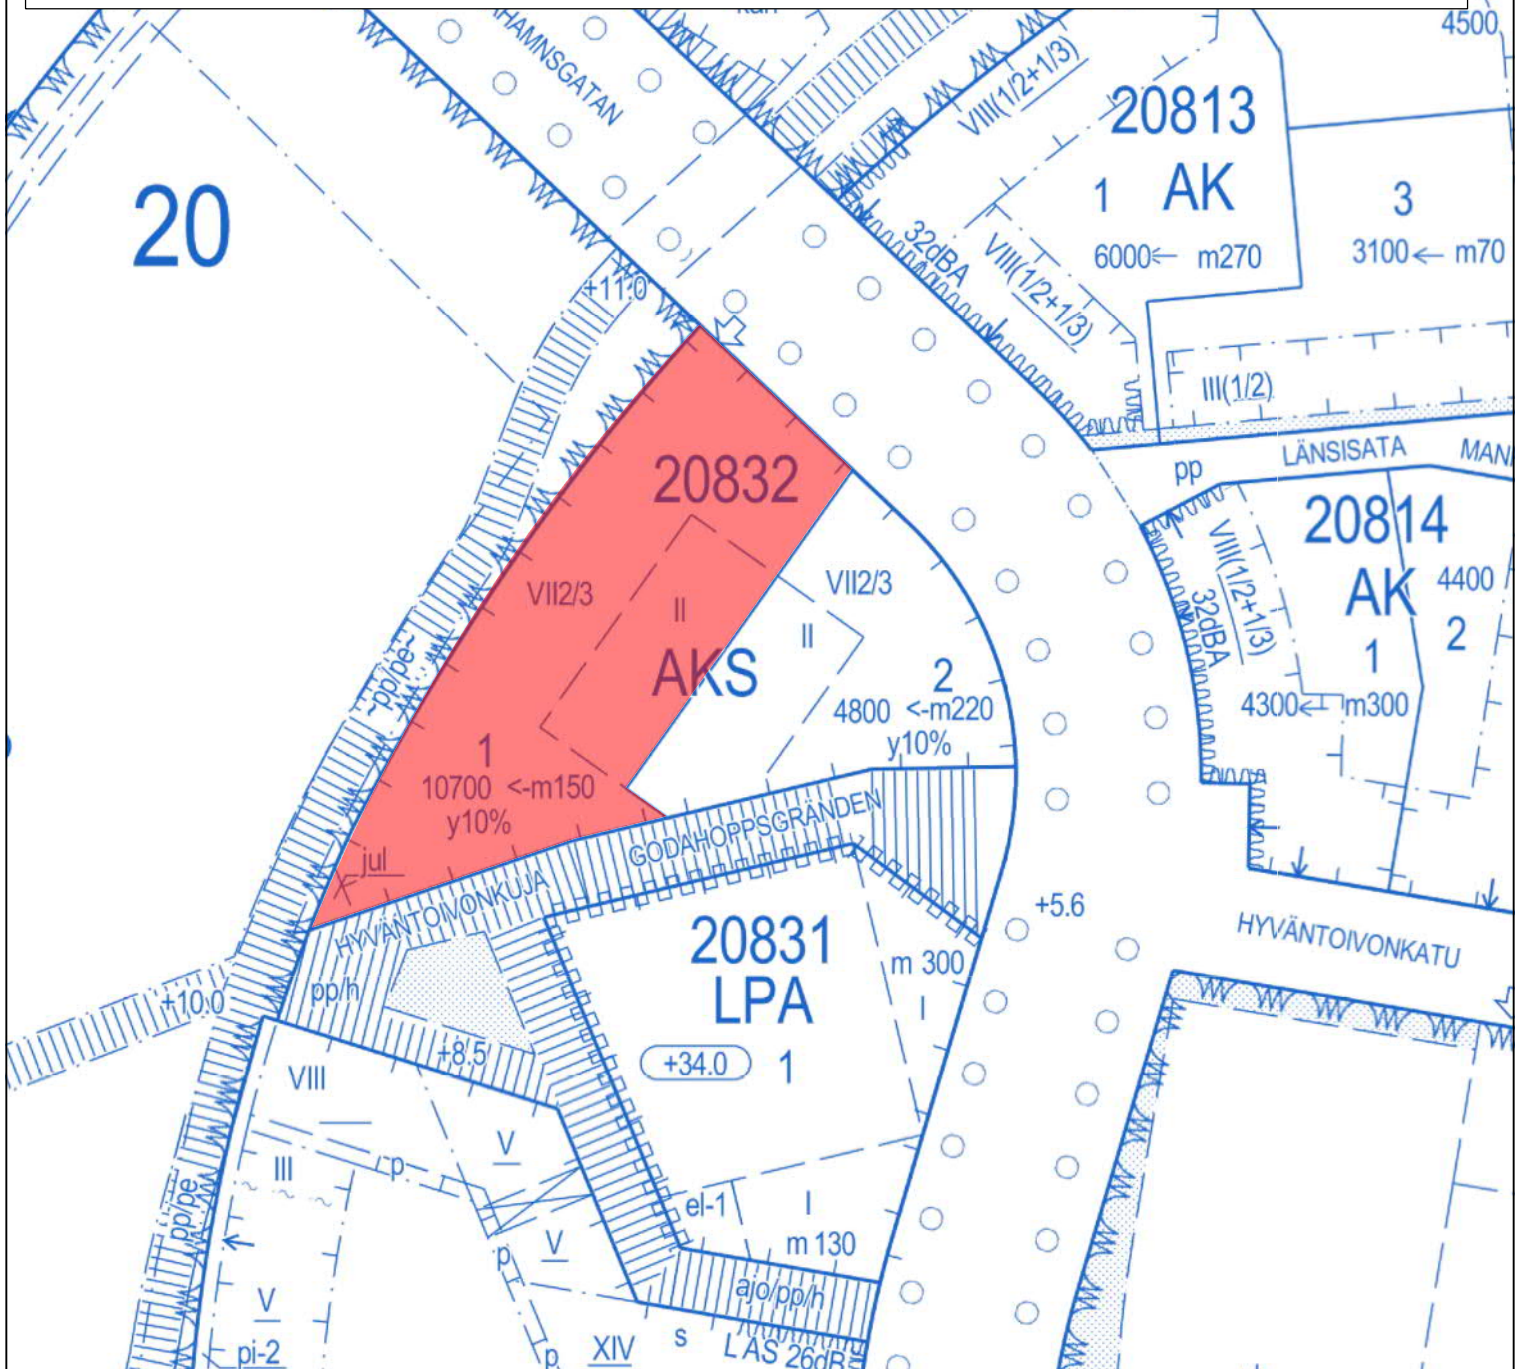 4500
HAMNSGATAN
VIII(1/2+1/3)
20813
20
1 AK
3
32dBA
VIII(1/2+1/3)
6000← m270
3100← m70
+11.0
III(1/2)
LÄNSISATA
pp
20832
20814
VII2/3
VII2/3
II
II
VIII(1/2+1/3)
32dBA
AK
4400
1
2
~pp/pe~
AKS
2
4800 <-m220
y10%
4300← m300
1
10700 <-m150
y10%
GODAHOPPSGRÄNDEN
jul
HYVÄNTOIVONKUJA
+5.6
20831
LPA
m 300
I
HYVÄNTOIVONKATU
+10.0
pp/h
+8.5
+34.0
1
VIII
V
III
p
pp/pe
el-1
I
m 130
V
p
ajo/pp/h
V
pi-2
p
XIV
s
LÄS 26dB